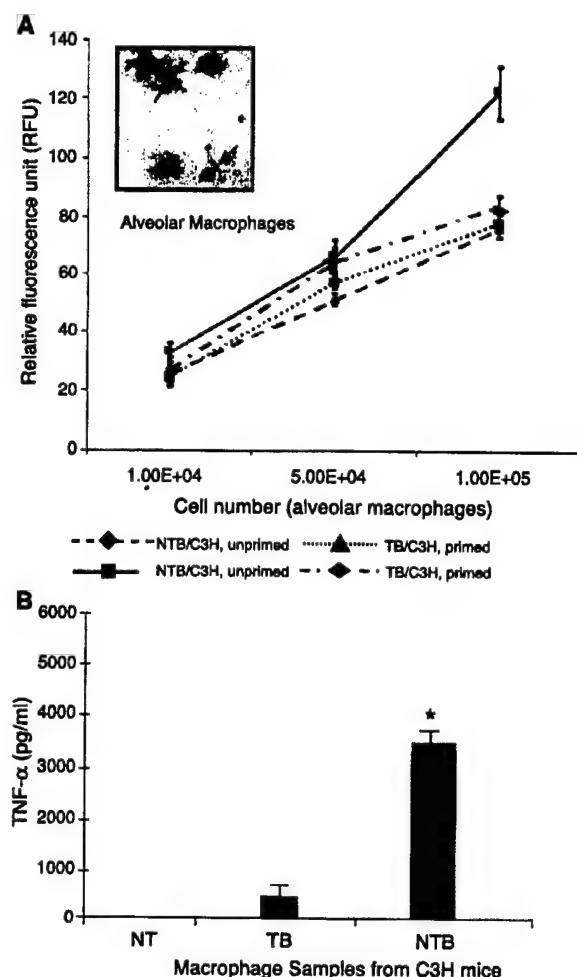 A
140
120
100
80
60
40
20
0
Relative fluorescence unit (RFU)
Alveolar Macrophages
1.00E+04 5.00E+04 1.00E+05
Cell number (alveolar macrophages)
NTB/C3H, unprimed TB/C3H, primed
NTB/C3H, unprimed TB/C3H, primed
B
6000
5000
4000
3000
2000
1000
0
TNF-α (pg/ml)
*
NT TB NTB
Macrophage Samples from C3H mice